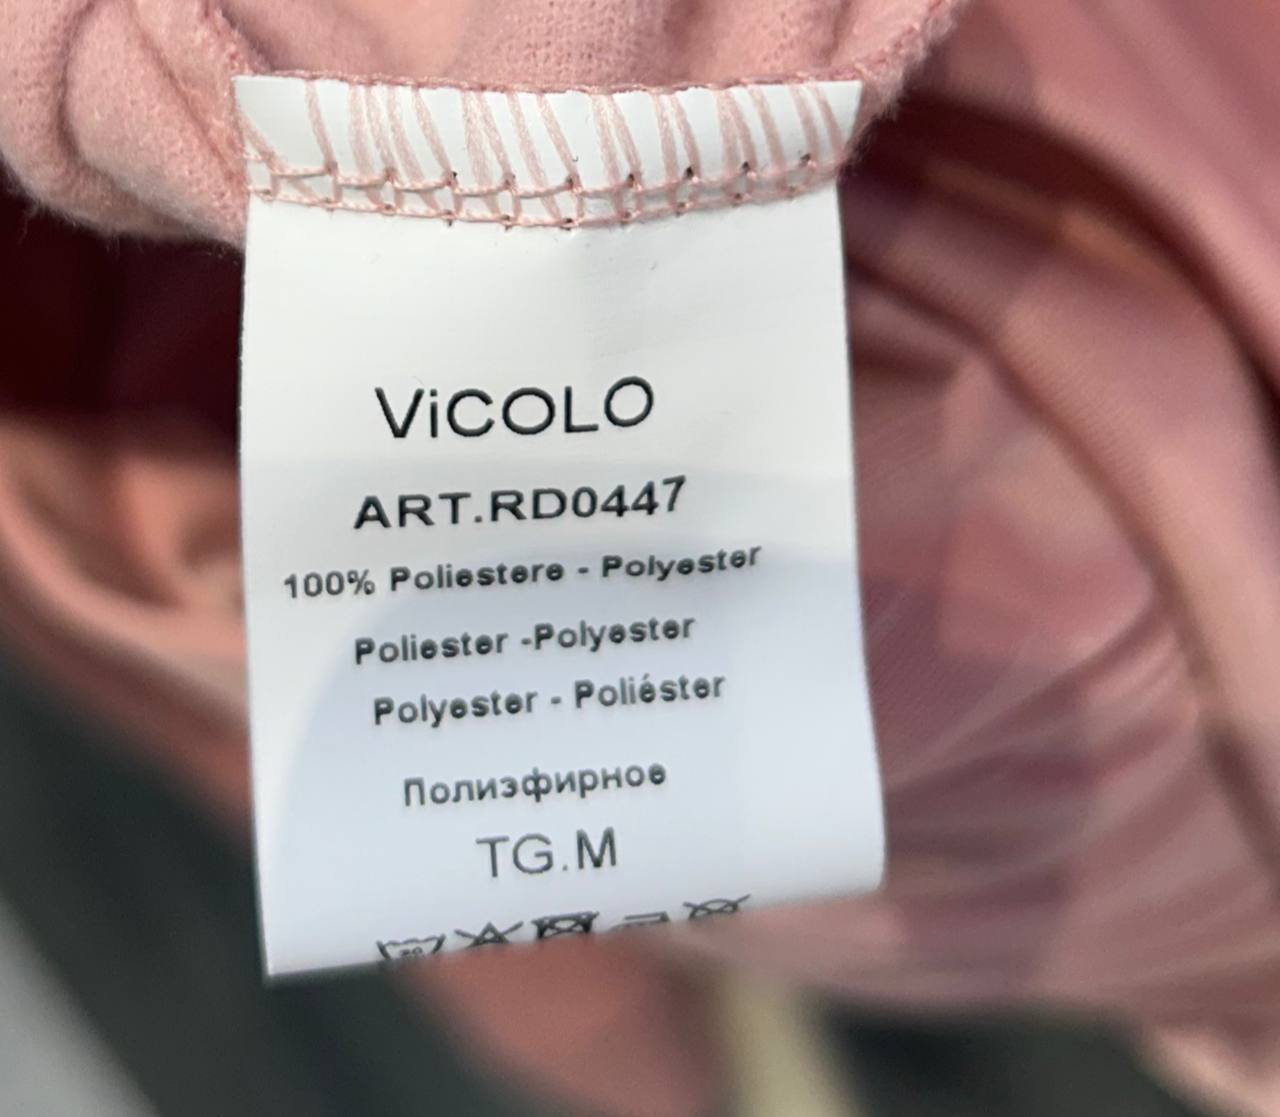 ViCOLO
ART.RD0447
100% Poliestere - Polyester
Poliester -Polyester
Polyester - Poliéster
Полиэфирное
TG.M